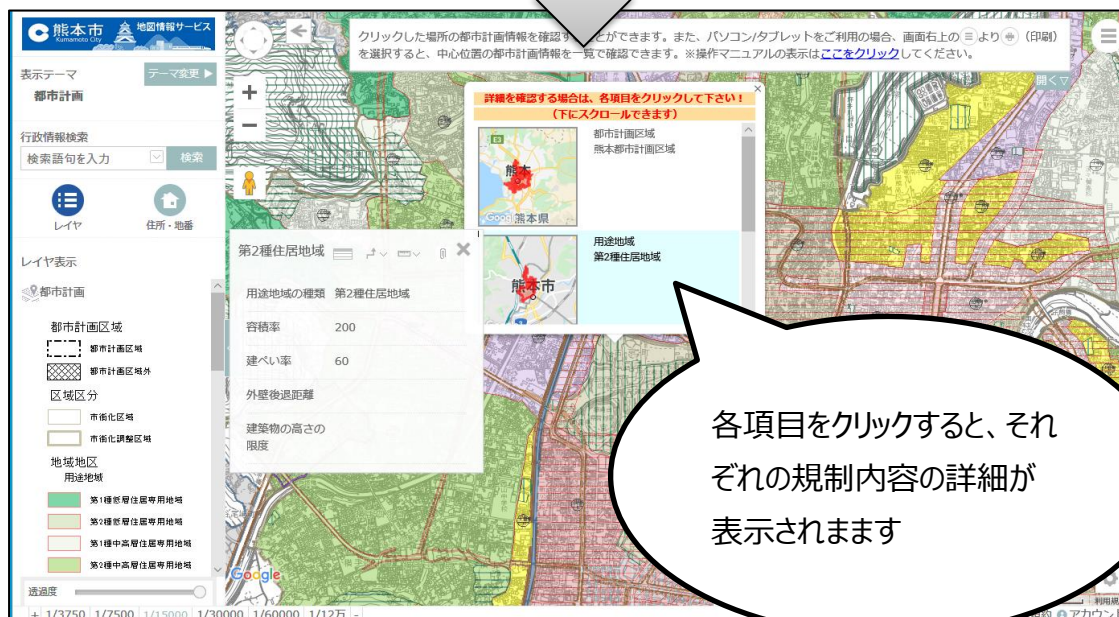 熊本市
Kumamoto City
地図情報サービス
表示テーマ
テーマ変更 ▶
都市計画
行政情報検索
検索語句を入力
検索
レイヤ
住所・地番
レイヤ表示
都市計画
都市計画区域
都市計画区域
都市計画区域外
区域区分
市街化区域
市街化調整区域
地域地区
用途地域
第1種低層住居専用地域
第2種低層住居専用地域
第1種中高層住居専用地域
第2種中高層住居専用地域
透過度
+ 1/3750 1/7500 1/15000 1/30000 1/60000 1/12万 -
クリックした場所の都市計画情報を確認することができます。また、パソコン/タブレットをご利用の場合、画面右上の より (印刷)
を選択すると、中心位置の都市計画情報を一覧で確認できます。※操作マニュアルの表示はここをクリックしてください。
開く▽
詳細を確認する場合は、各項目をクリックして下さい！
(下にスクロールできます)
都市計画区域
熊本都市計画区域
熊本
Google
熊本県
用途地域
第2種住居地域
熊本市
第2種住居地域
用途地域の種類 第2種住居地域
容積率 200
建ぺい率 60
外壁後退距離
建築物の高さの
限度
各項目をクリックすると、それ
ぞれの規制内容の詳細が
表示されまます
Google
利用規
アカウント